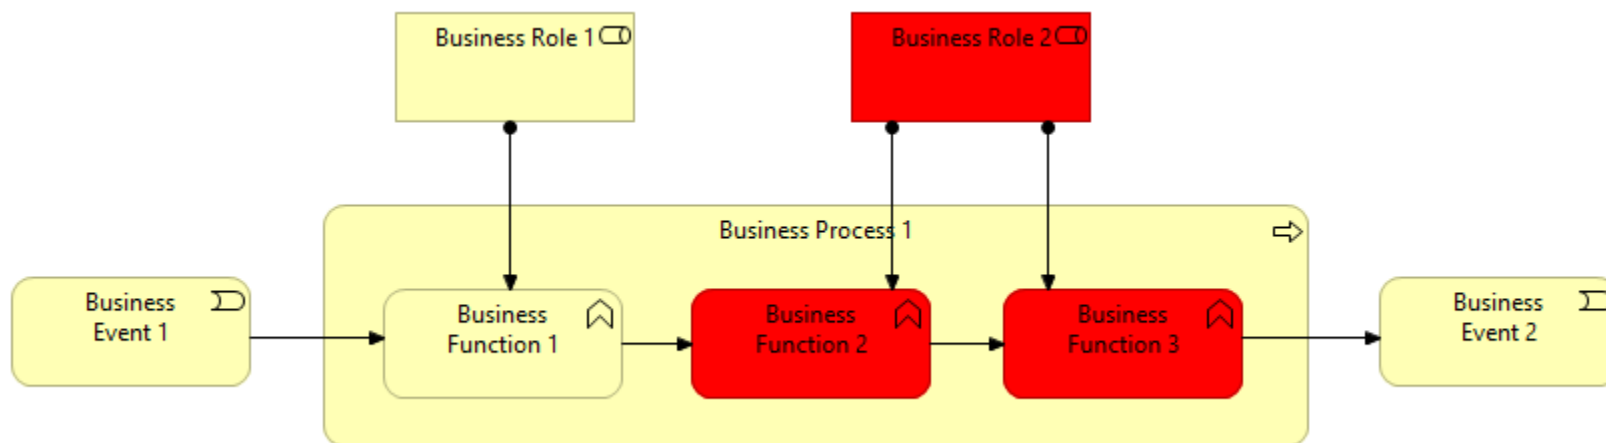 Business Role 1
Business Role 2
Business Process 1
Business
Event 1
Business
Function 1
Business
Function 2
Business
Function 3
Business
Event 2